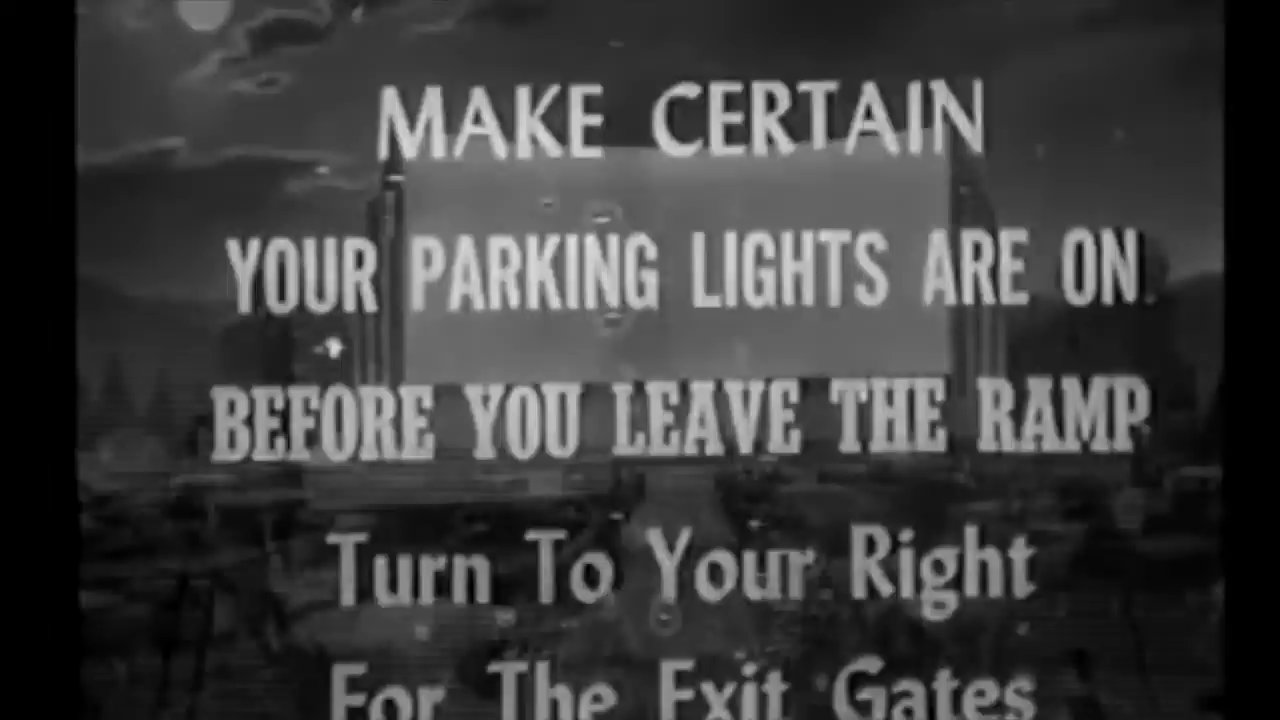 MAKE CERTAIN
YOUR PARKING LIGHTS ARE ON
BEFORE YOU LEAVE THE RAMP
Turn To Your Right
For The Exit Gates